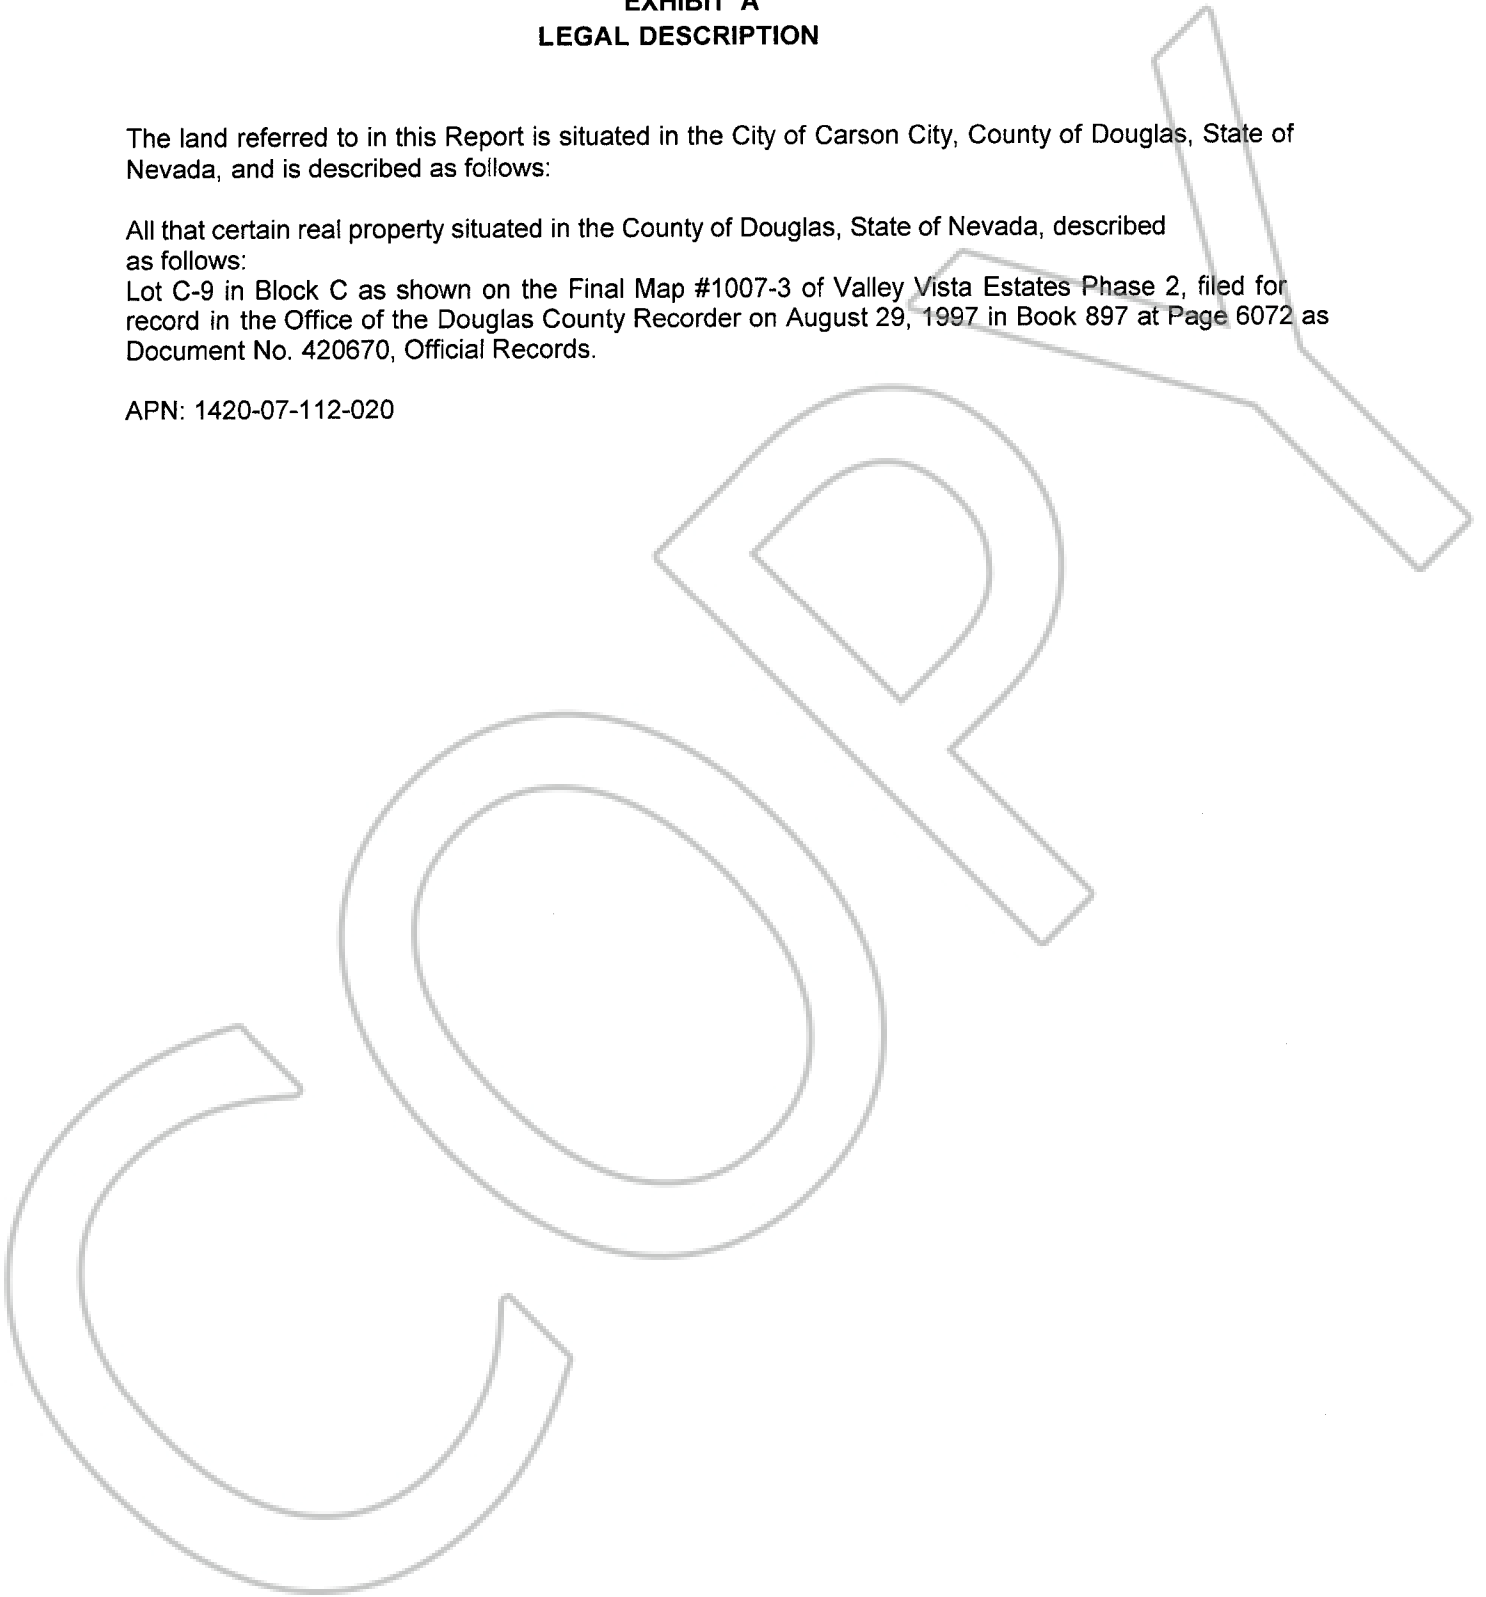 EXHIBIT "A"
LEGAL DESCRIPTION
The land referred to in this Report is situated in the City of Carson City, County of Douglas, State of
Nevada, and is described as follows:
All that certain real property situated in the County of Douglas, State of Nevada, described
as follows:
Lot C-9 in Block C as shown on the Final Map #1007-3 of Valley Vista Estates Phase 2, filed for
record in the Office of the Douglas County Recorder on August 29, 1997 in Book 897 at Page 6072 as
Document No. 420670, Official Records.
APN: 1420-07-112-020
COPY